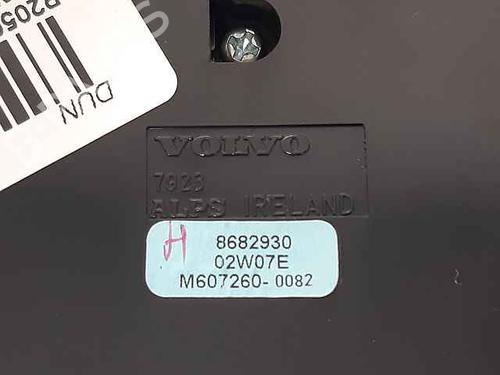 DUN
VOLVO
7923
ALPS IRELAND
H
8682930
02W07E
M607260-0082